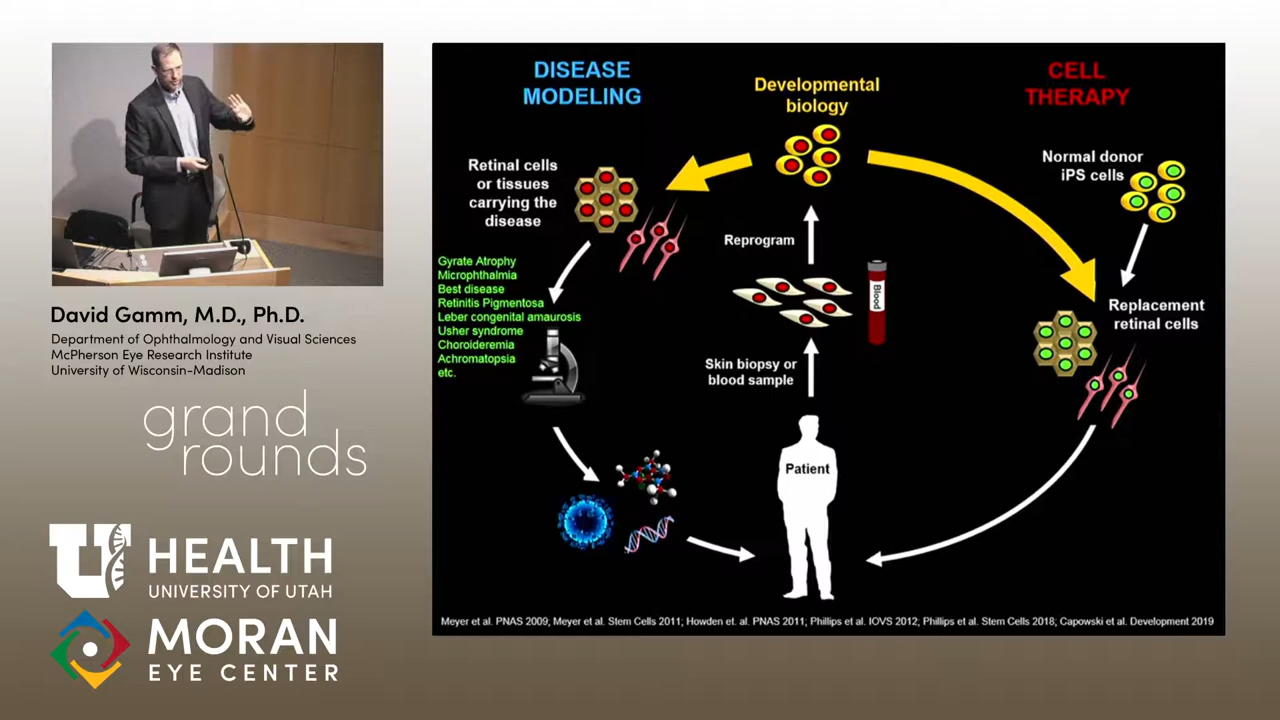 David Gamm, M.D., Ph.D.
Department of Ophthalmology and Visual Sciences
McPherson Eye Research Institute
University of Wisconsin-Madison
grand
rounds
U HEALTH
UNIVERSITY OF UTAH
MORAN
EYE CENTER
DISEASE
MODELING
Developmental
biology
CELL
THERAPY
Retinal cells
or tissues
carrying the
disease
Normal donor
iPS cells
Reprogram
Gyrate Atrophy
Microphthalmia
Best disease
Retinitis Pigmentosa
Leber congenital amaurosis
Usher syndrome
Choroideremia
Achromatopsia
etc.
Blood
Replacement
retinal cells
Skin biopsy or
blood sample
Patient
Meyer et al. PNAS 2009, Meyer et al. Stem Cells 2011; Howden et. al. PNAS 2011; Phillips et al. IOVS 2012; Phillips et al. Stem Cells 2018; Capowski et al. Development 2019